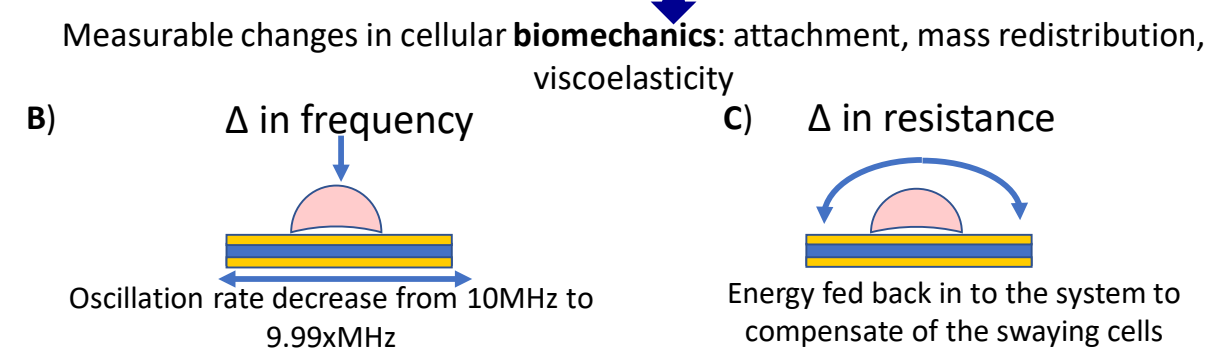 Measurable changes in cellular biomechanics: attachment, mass redistribution,
viscoelasticity
B)
Δ in frequency
Oscillation rate decrease from 10MHz to
9.99xMHz
C)
Δ in resistance
Energy fed back in to the system to
compensate of the swaying cells